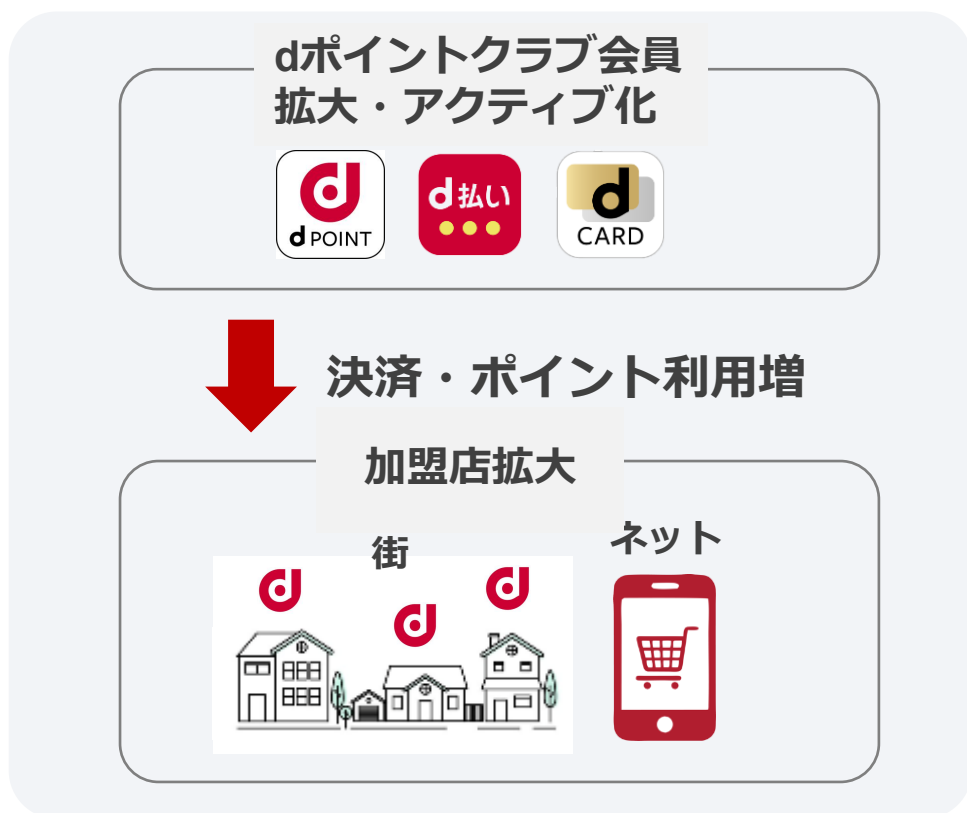 dポイントクラブ会員
拡大・アクティブ化
d POINT
d払い
d CARD
決済・ポイント利用増
加盟店拡大
街
ネット